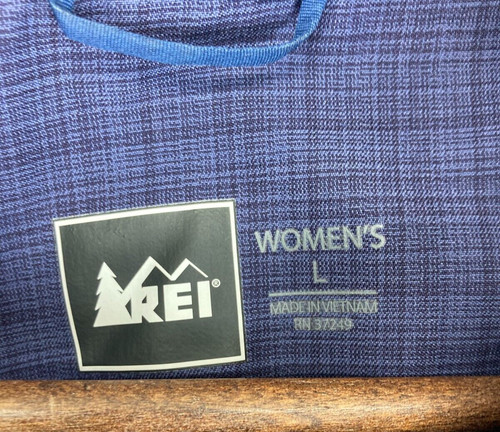 REI®
WOMEN'S
L
MADE IN VIETNAM
RN 37249